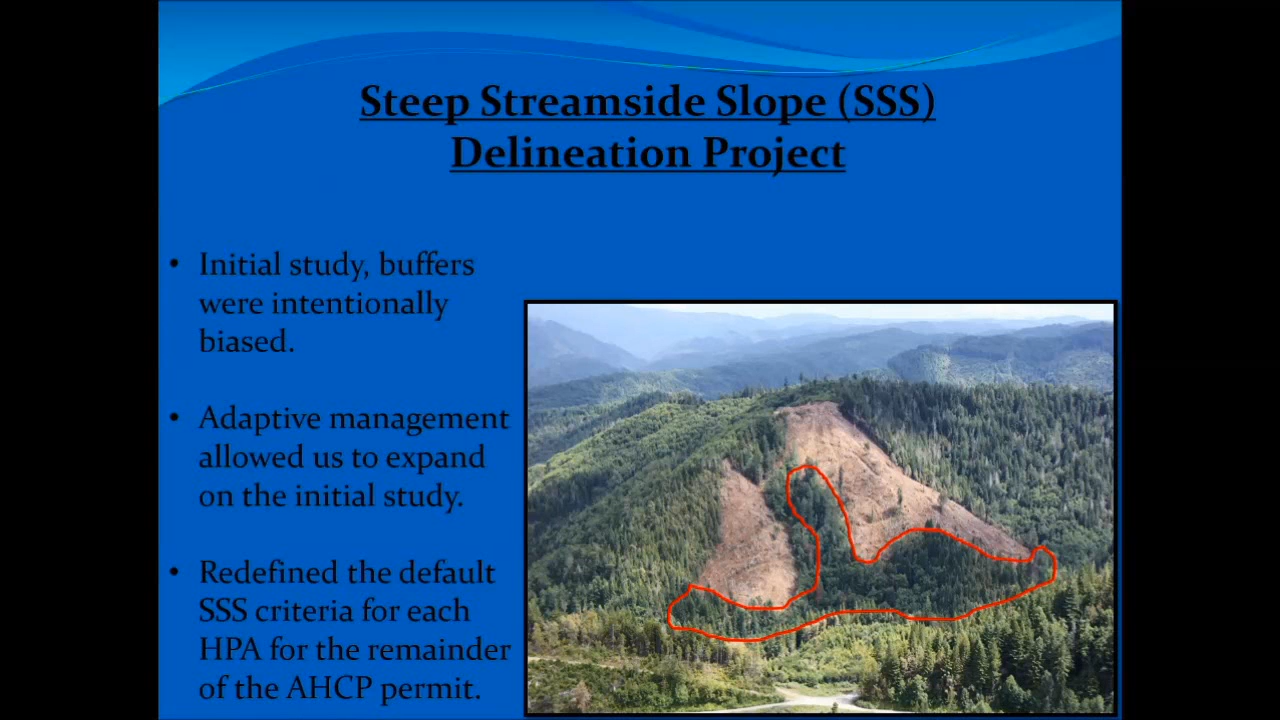 Steep Streamside Slope (SSS)
Delineation Project
• Initial study, buffers
were intentionally
biased.
• Adaptive management
allowed us to expand
on the initial study.
• Redefined the default
SSS criteria for each
HPA for the remainder
of the AHCP permit.